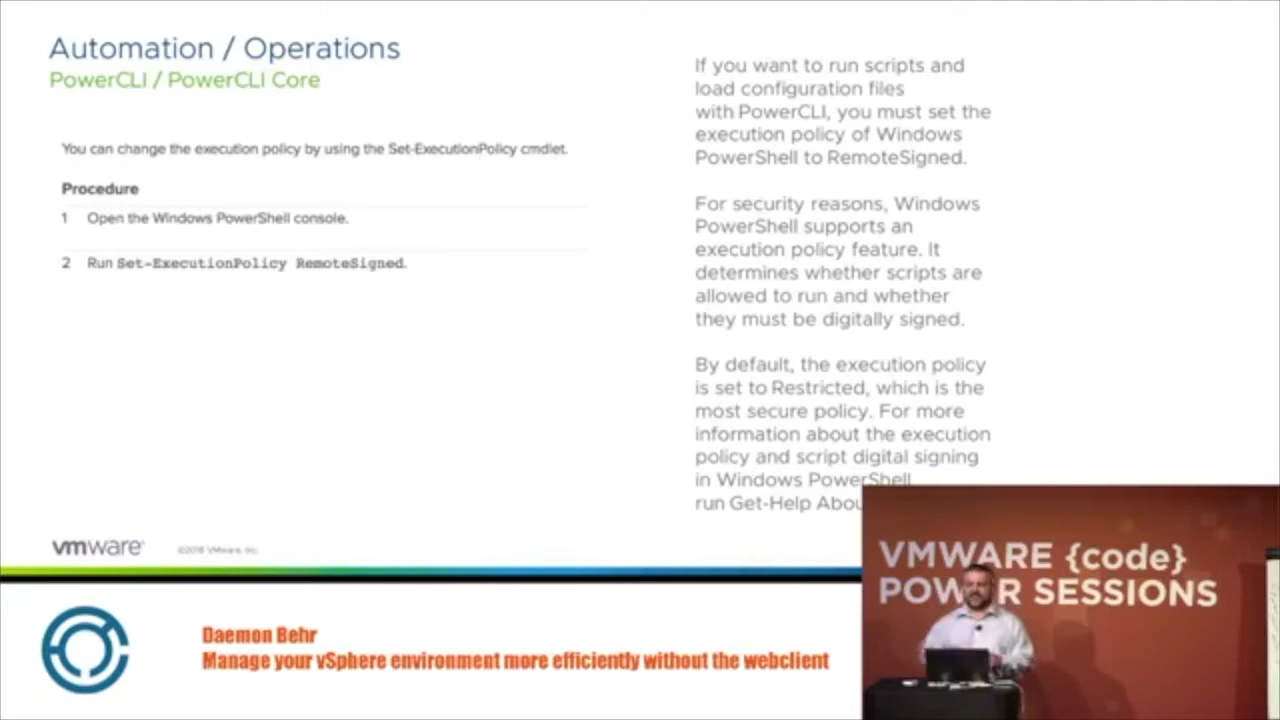 Automation / Operations
PowerCLI / PowerCLI Core
You can change the execution policy by using the Set-ExecutionPolicy cmdlet.
Procedure
1 Open the Windows PowerShell console.
2 Run Set-ExecutionPolicy RemoteSigned.
If you want to run scripts and
load configuration files
with PowerCLI, you must set the
execution policy of Windows
PowerShell to RemoteSigned.
For security reasons, Windows
PowerShell supports an
execution policy feature. It
determines whether scripts are
allowed to run and whether
they must be digitally signed.
By default, the execution policy
is set to Restricted, which is the
most secure policy. For more
information about the execution
policy and script digital signing
in Windows PowerShell
run Get-Help
vmware
©2018 VMware, Inc.
VMWARE {code}
POWER SESSIONS
Daemon Behr
Manage your vSphere environment more efficiently without the webclient